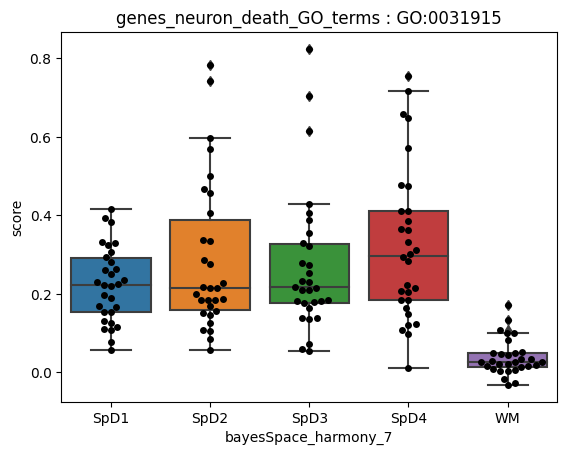 genes_neuron_death_GO_terms : GO:0031915
score
0.8
0.6
0.4
0.2
0.0
SpD1 SpD2 SpD3 SpD4 WM
bayesSpace_harmony_7